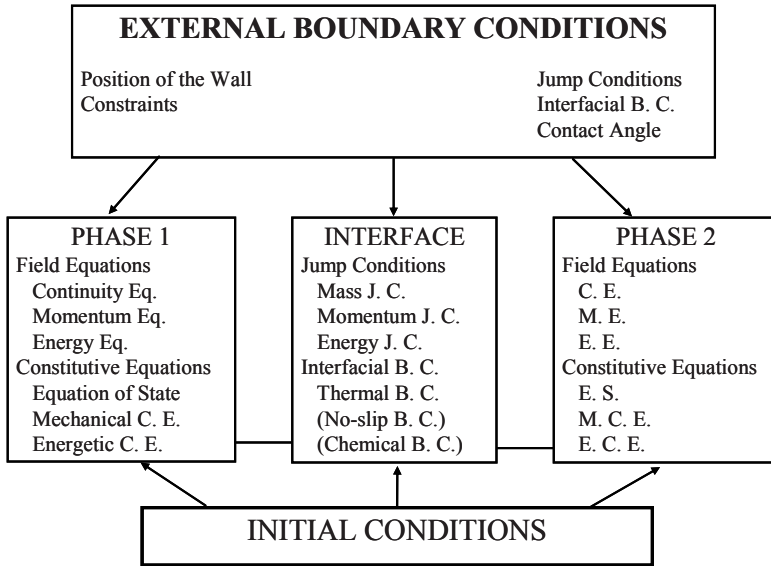 EXTERNAL BOUNDARY CONDITIONS
Position of the Wall
Constraints
Jump Conditions
Interfacial B. C.
Contact Angle
PHASE 1
Field Equations
Continuity Eq.
Momentum Eq.
Energy Eq.
Constitutive Equations
Equation of State
Mechanical C. E.
Energetic C. E.
INTERFACE
Jump Conditions
Mass J. C.
Momentum J. C.
Energy J. C.
Interfacial B. C.
Thermal B. C.
(No-slip B. C.)
(Chemical B. C.)
PHASE 2
Field Equations
C. E.
M. E.
E. E.
Constitutive Equations
E. S.
M. C. E.
E. C. E.
INITIAL CONDITIONS